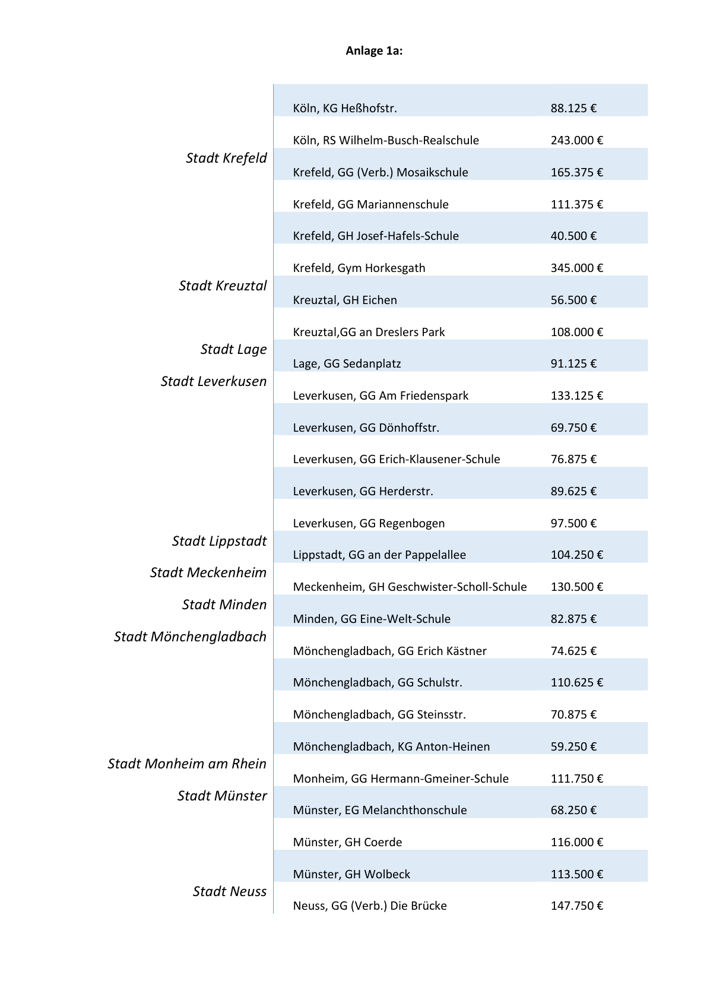 Anlage 1a:
Köln, KG Heßhofstr. 88.125 €
Köln, RS Wilhelm-Busch-Realschule 243.000 €
Stadt Krefeld
Krefeld, GG (Verb.) Mosaikschule 165.375 €
Krefeld, GG Mariannenschule 111.375 €
Krefeld, GH Josef-Hafels-Schule 40.500 €
Krefeld, Gym Horkesgath 345.000 €
Stadt Kreuztal
Kreuztal, GH Eichen 56.500 €
Kreuztal,GG an Dreslers Park 108.000 €
Stadt Lage
Lage, GG Sedanplatz 91.125 €
Stadt Leverkusen
Leverkusen, GG Am Friedenspark 133.125 €
Leverkusen, GG Dönhoffstr. 69.750 €
Leverkusen, GG Erich-Klausener-Schule 76.875 €
Leverkusen, GG Herderstr. 89.625 €
Leverkusen, GG Regenbogen 97.500 €
Stadt Lippstadt
Lippstadt, GG an der Pappelallee 104.250 €
Stadt Meckenheim
Meckenheim, GH Geschwister-Scholl-Schule 130.500 €
Stadt Minden
Minden, GG Eine-Welt-Schule 82.875 €
Stadt Mönchengladbach
Mönchengladbach, GG Erich Kästner 74.625 €
Mönchengladbach, GG Schulstr. 110.625 €
Mönchengladbach, GG Steinsstr. 70.875 €
Mönchengladbach, KG Anton-Heinen 59.250 €
Stadt Monheim am Rhein
Monheim, GG Hermann-Gmeiner-Schule 111.750 €
Stadt Münster
Münster, EG Melanchthonschule 68.250 €
Münster, GH Coerde 116.000 €
Münster, GH Wolbeck 113.500 €
Stadt Neuss
Neuss, GG (Verb.) Die Brücke 147.750 €